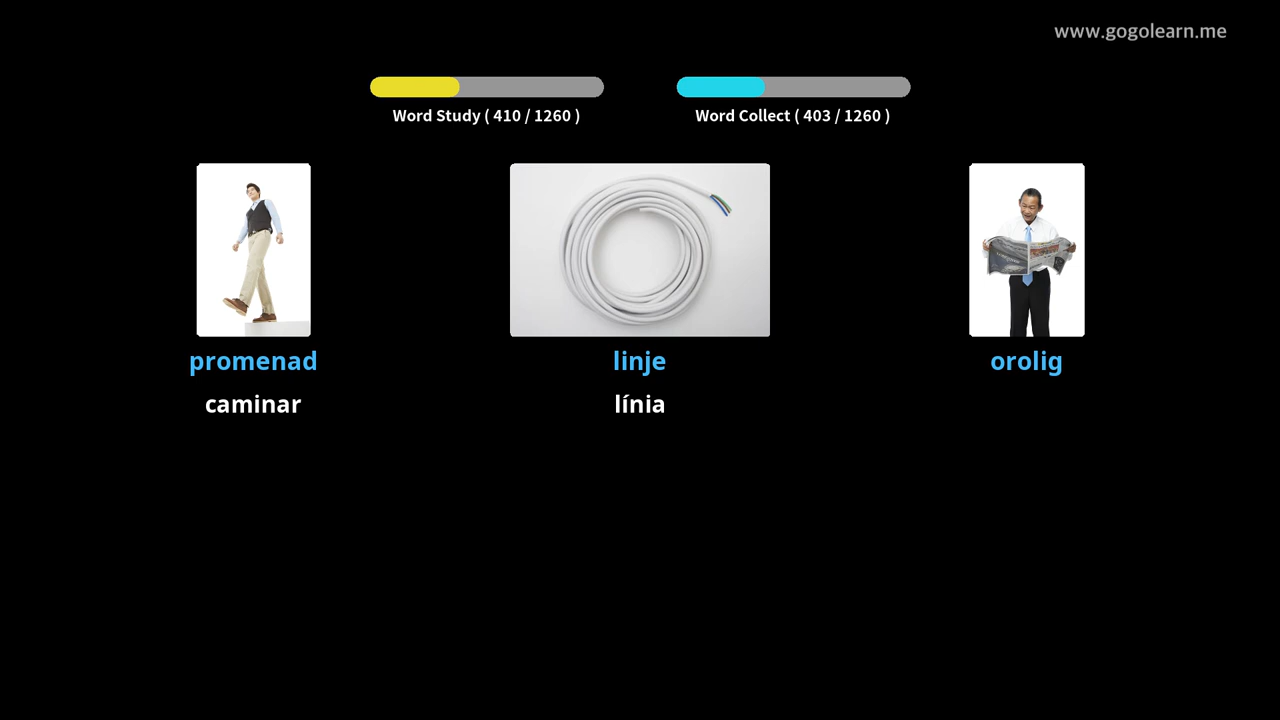 www.gogolearn.me
Word Study ( 410 / 1260 )
Word Collect ( 403 / 1260 )
promenad
linje
orolig
caminar
línia